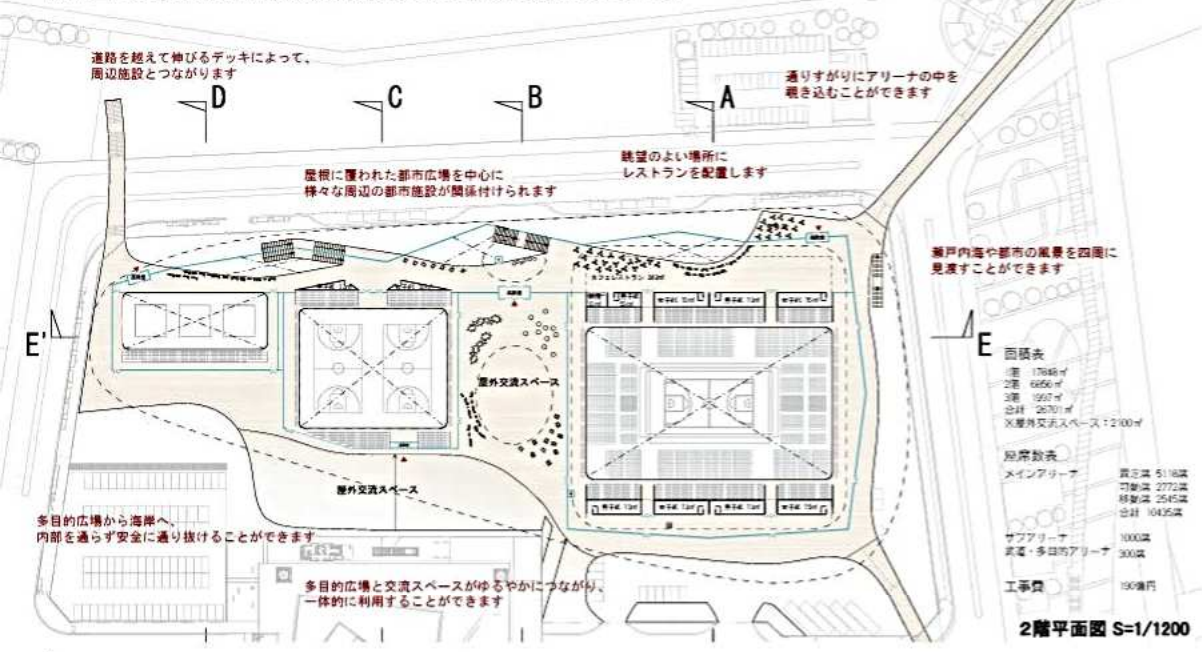 道路を越えて伸びるデッキによって、
周辺施設とつながります
D
C
B
A
通りすがりにアリーナの中を
覗き込むことができます
屋根に覆われた都市広場を中心に
様々な周辺の都市施設が関係付けられます
眺望のよい場所に
レストランを配置します
瀬戸内海や都市の風景を四周に
見渡すことができます
カフェレストラン
E'
E
屋外交流スペース
屋外交流スペース
面積表
1階 17848㎡
2階 6856㎡
3階 1997㎡
合計 26701㎡
※屋外交流スペース:2100㎡
座席数表
メインアリーナ
固定席 5118席
可動席 2772席
移動席 2545席
合計 10435席
サブアリーナ 1000席
武道・多目的アリーナ 300席
工事費 190億円
多目的広場から海岸へ、
内部を通らず安全に通り抜けることができます
多目的広場と交流スペースがゆるやかにつながり、
一体的に利用することができます
2階平面図 S=1/1200